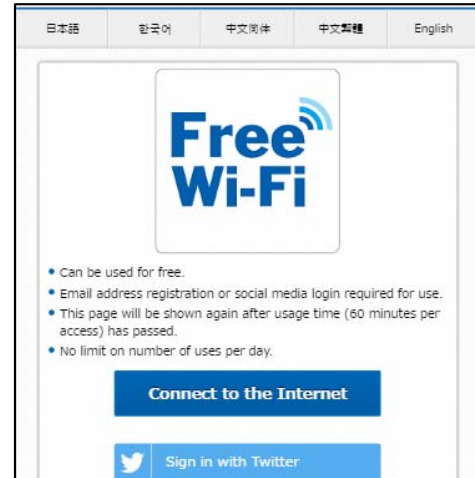 日本語 한국어 中文简体 中文繁體 English
Free
Wi-Fi
Can be used for free.
Email address registration or social media login required for use.
This page will be shown again after usage time (60 minutes per
access) has passed.
No limit on number of uses per day.
Connect to the Internet
Sign in with Twitter